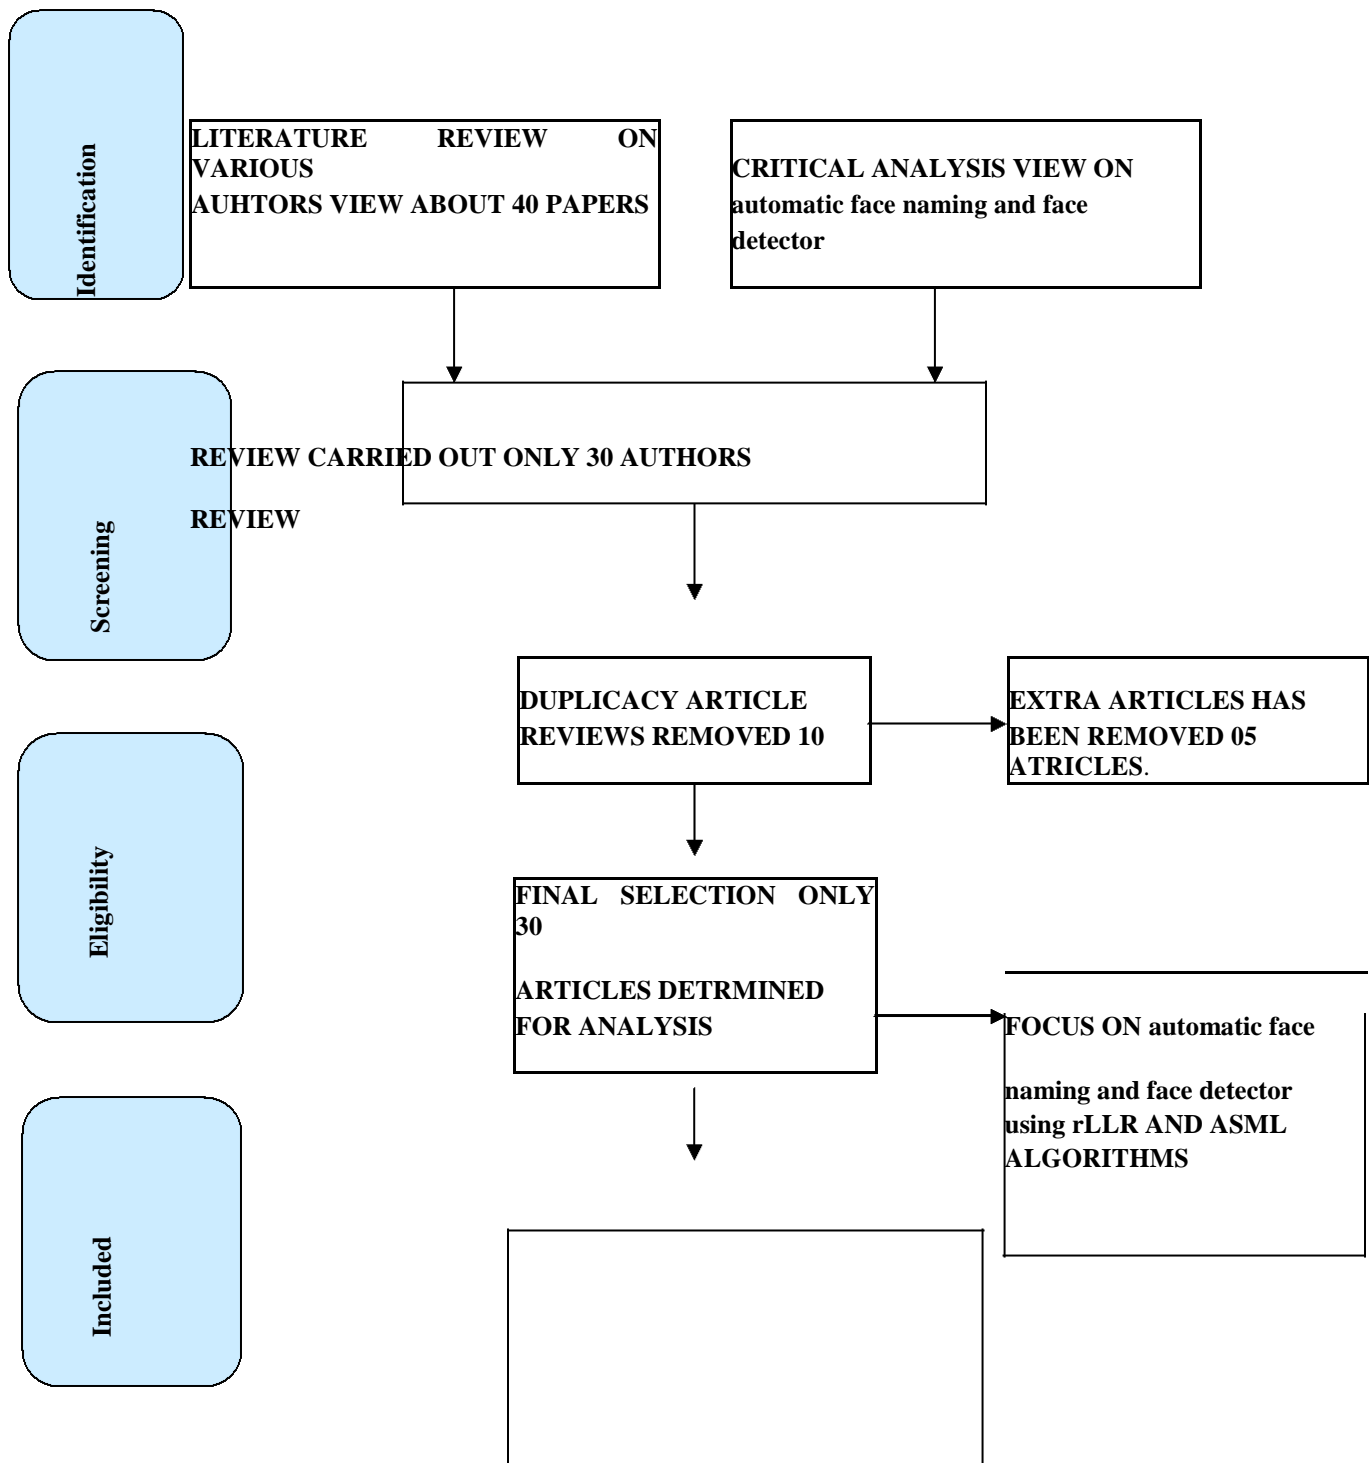 Identification
LITERATURE REVIEW ON
VARIOUS
AUHTORS VIEW ABOUT 40 PAPERS
CRITICAL ANALYSIS VIEW ON
automatic face naming and face
detector
Screening
REVIEW CARRIED OUT ONLY 30 AUTHORS
REVIEW
DUPLICACY ARTICLE
REVIEWS REMOVED 10
EXTRA ARTICLES HAS
BEEN REMOVED 05
ATRICLES.
Eligibility
FINAL SELECTION ONLY
30
ARTICLES DETRMINED
FOR ANALYSIS
FOCUS ON automatic face
naming and face detector
using rLLR AND ASML
ALGORITHMS
Included